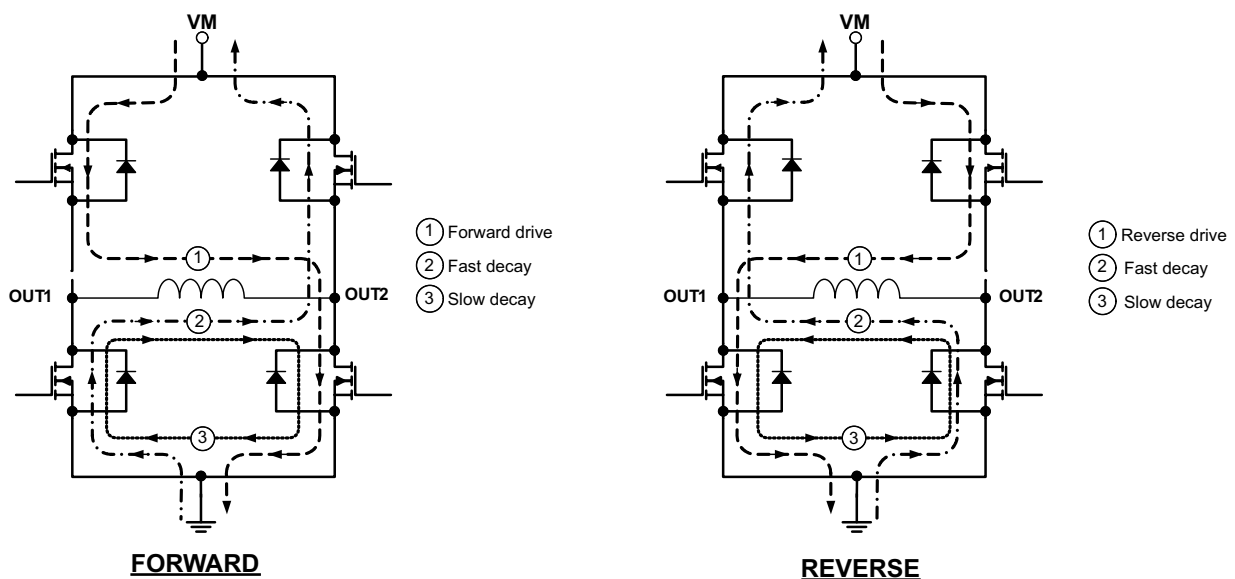 VM
1
OUT1
OUT2
2
3
1 Forward drive
2 Fast decay
3 Slow decay
FORWARD
VM
1
OUT1
OUT2
2
3
1 Reverse drive
2 Fast decay
3 Slow decay
REVERSE